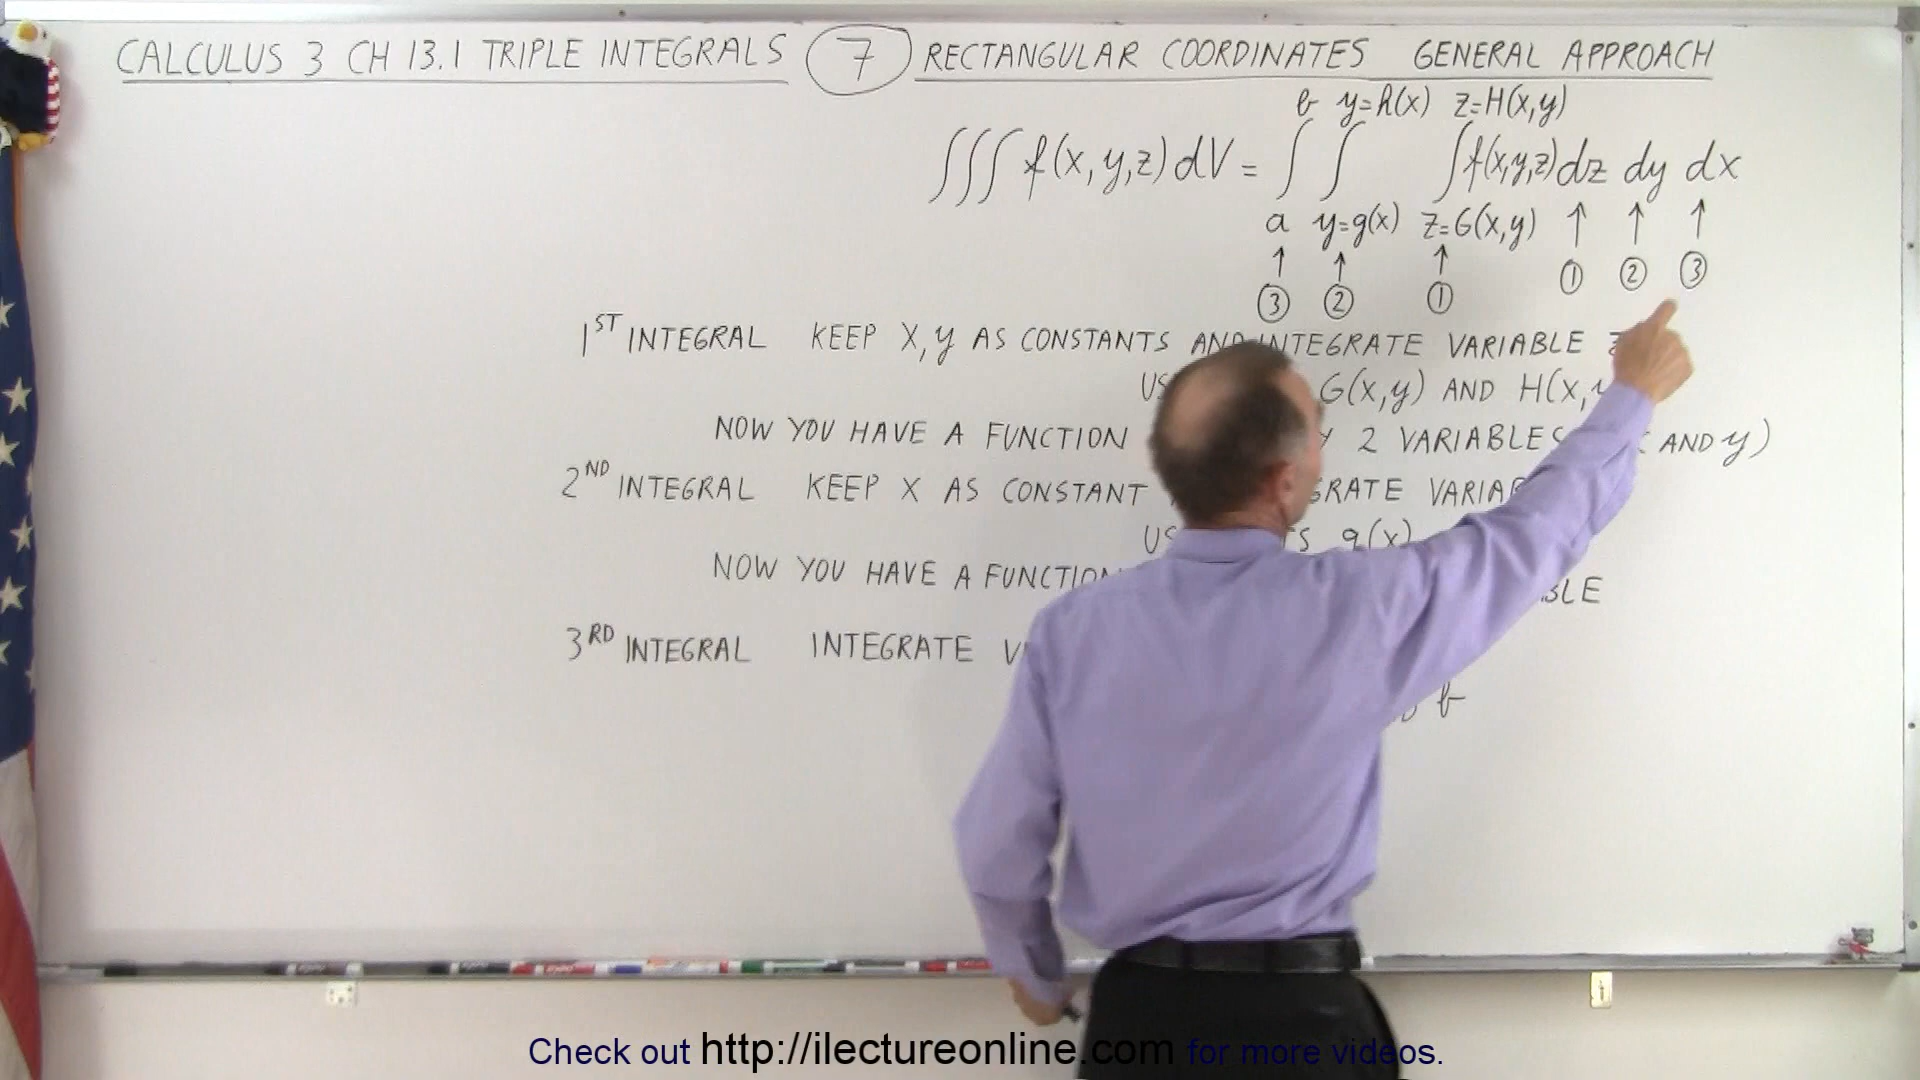 CALCULUS 3 CH 13.1 TRIPLE INTEGRALS 7 RECTANGULAR COORDINATES GENERAL APPROACH
b y=h(x) z=H(x,y)
∫∫∫ f(x,y,z) dV = ∫ ∫ ∫ f(x,y,z) dz dy dx
a y=g(x) z=G(x,y) ↑ ↑ ↑
↑ ↑ ↑ ① ② ③
③ ② ①
1ST INTEGRAL KEEP X, y AS CONSTANTS AND INTEGRATE VARIABLE
G(x,y) AND
NOW YOU HAVE A FUNCTION 2 VARIABLES AND y)
2ND INTEGRAL KEEP X AS CONSTANT
g(x)
NOW YOU HAVE A FUNCTION
3RD INTEGRAL INTEGRATE
b
Check out http://ilectureonline.com for more videos.